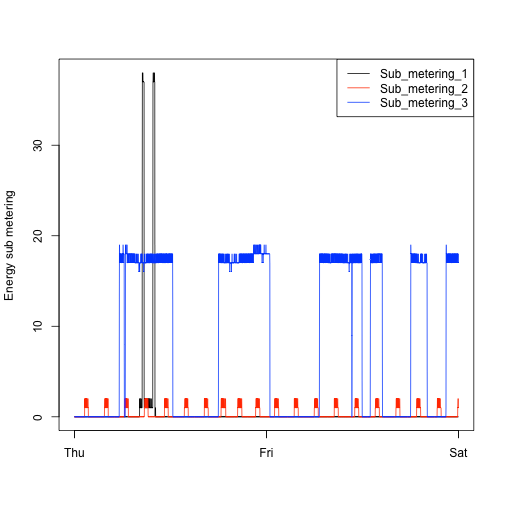 Sub_metering_1
Sub_metering_2
Sub_metering_3
Energy sub metering
30
20
10
0
Thu Fri Sat